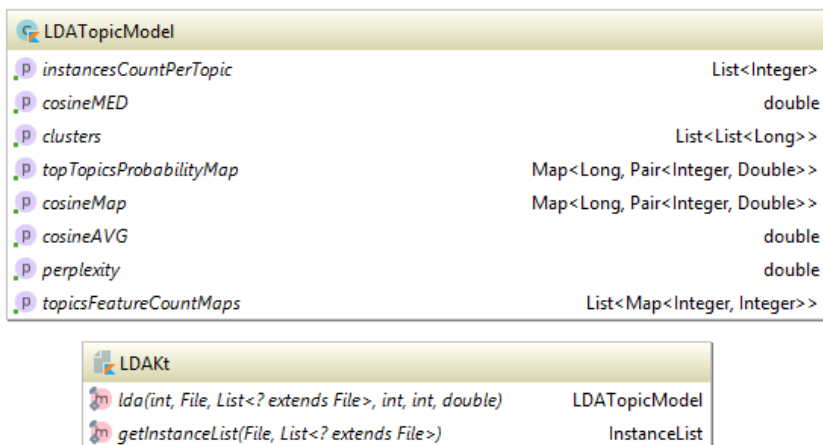 LDATopicModel
instancesCountPerTopic List<Integer>
cosineMED double
clusters List<List<Long>>
topTopicsProbabilityMap Map<Long, Pair<Integer, Double>>
cosineMap Map<Long, Pair<Integer, Double>>
cosineAVG double
perplexity double
topicsFeatureCountMaps List<Map<Integer, Integer>>
LDAKt
lda(int, File, List<? extends File>, int, int, double) LDATopicModel
getInstanceList(File, List<? extends File>) InstanceList